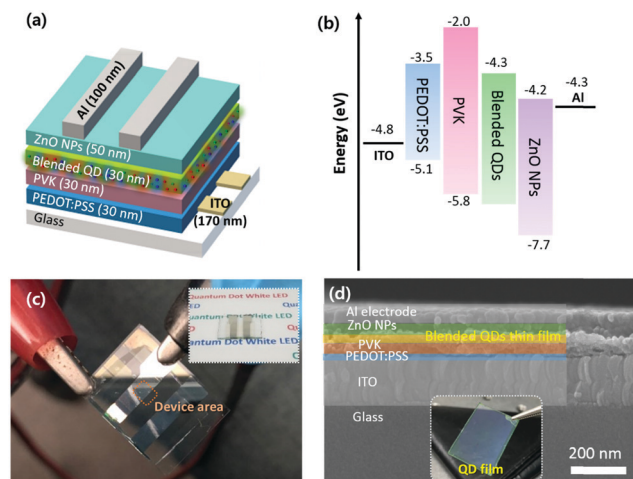 (a)
Al (100 nm)
ZnO NPs (50 nm)
Blended QD (30 nm)
PVK (30 nm)
PEDOT:PSS (30 nm)
Glass
ITO
(170 nm)
(b)
Energy (eV)
-4.8
ITO
-3.5
PEDOT:PSS
-5.1
-2.0
PVK
-5.8
-4.3
Blended QDs
-4.2
ZnO NPs
-7.7
-4.3
Al
(c)
Quantum Dot White LED
Quantum Dot White LED
Device area
(d)
Al electrode
ZnO NPs
Blended QDs thin film
PVK
PEDOT:PSS
ITO
Glass
QD film
200 nm